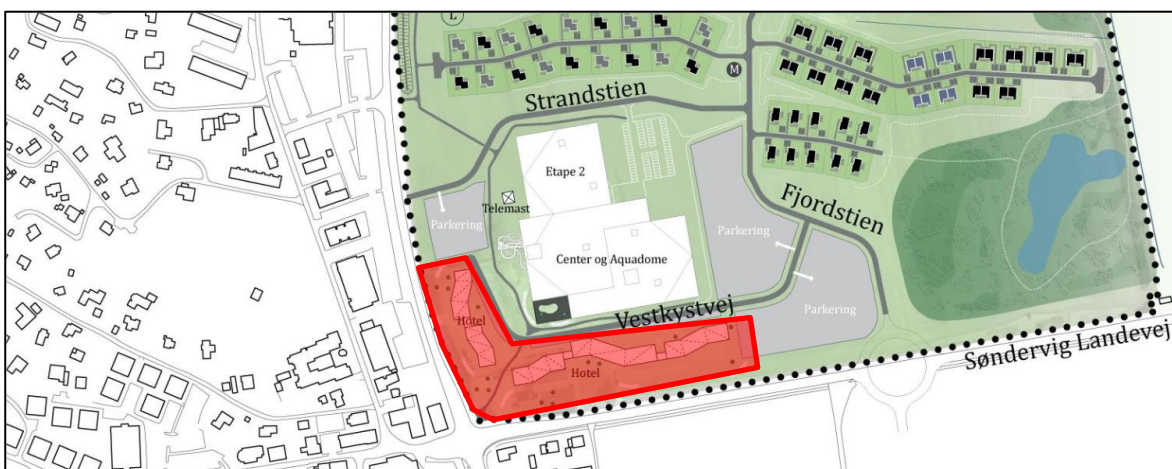 L
M
Strandstien
Etape 2
Telemast
Fjordstien
Parkering
Parkering
Center og Aquadome
Hotel
Vestkystvej
Parkering
Hotel
Søndervig Landevej